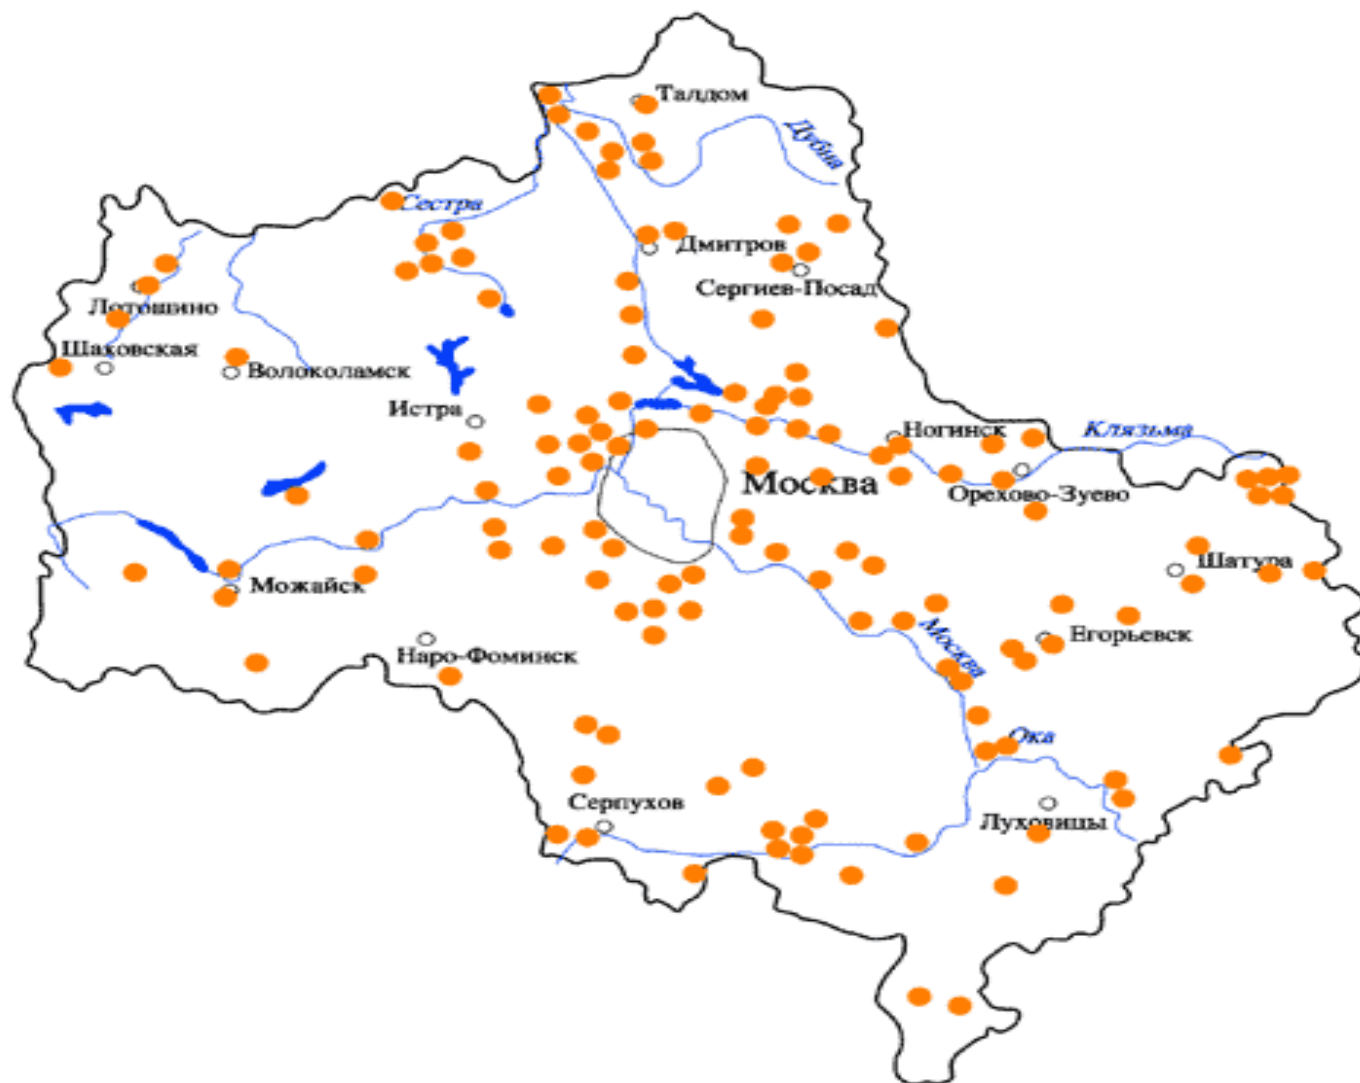 Талдом
Дубна
Сестра
Дмитров
Сергиев-Посад
Лотошино
Шаховская
Волоколамск
Истра
Ногинск
Клязьма
Москва
Орехово-Зуево
Шатура
Можайск
Москва
Егорьевск
Наро-Фоминск
Ока
Серпухов
Луховицы